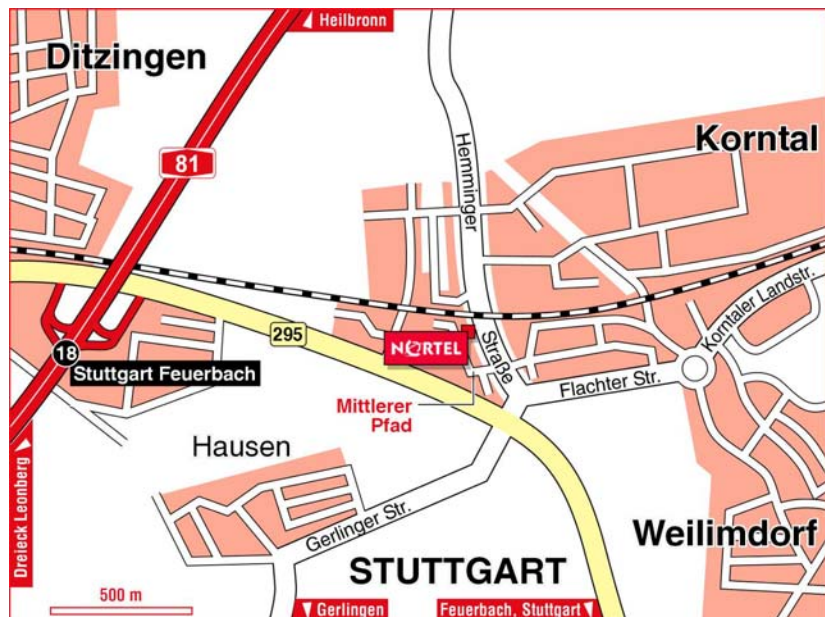 Heilbronn
Ditzingen
81
Hemminger
Korntal
295
NORTEL
Straße
Korntaler Landstr.
18
Stuttgart Feuerbach
Flachter Str.
Mittlerer
Pfad
Hausen
Dreieck Leonberg
Gerlinger Str.
Weilimdorf
STUTTGART
500 m
Gerlingen
Feuerbach, Stuttgart